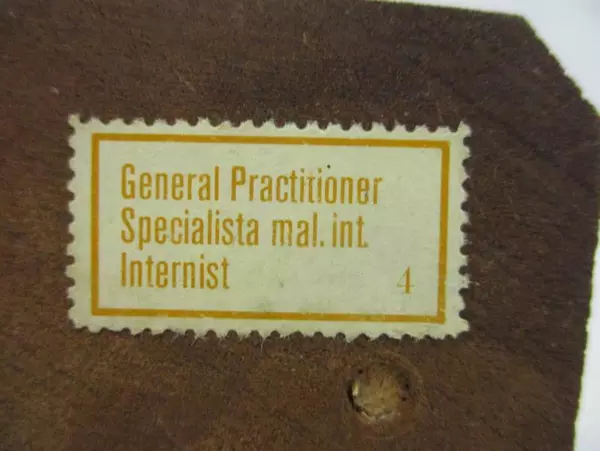 General Practitioner
Specialista mal. int.
Internist
4